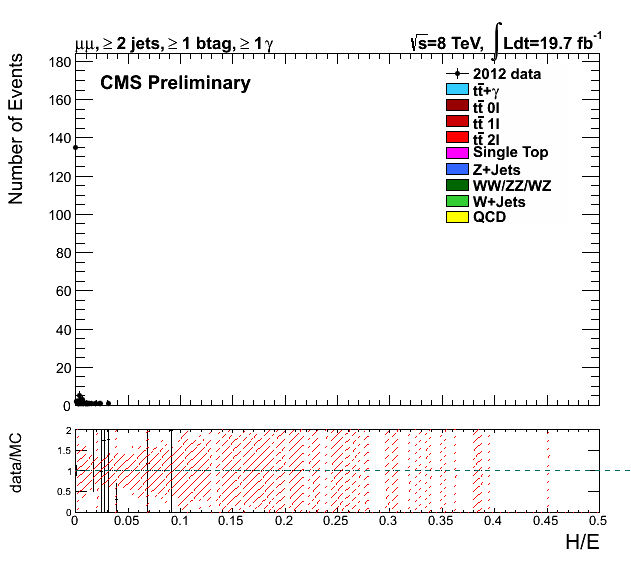 μμ, ≥ 2 jets, ≥ 1 btag, ≥ 1γ
√s=8 TeV, ∫Ldt=19.7 fb⁻¹
CMS Preliminary
Number of Events
180
160
140
120
100
80
60
40
20
0
2012 data
tt̄+γ
tt̄ 0l
tt̄ 1l
tt̄ 2l
Single Top
Z+Jets
WW/ZZ/WZ
W+Jets
QCD
data/MC
2
1.5
1
0.5
0
0 0.05 0.1 0.15 0.2 0.25 0.3 0.35 0.4 0.45 0.5
H/E